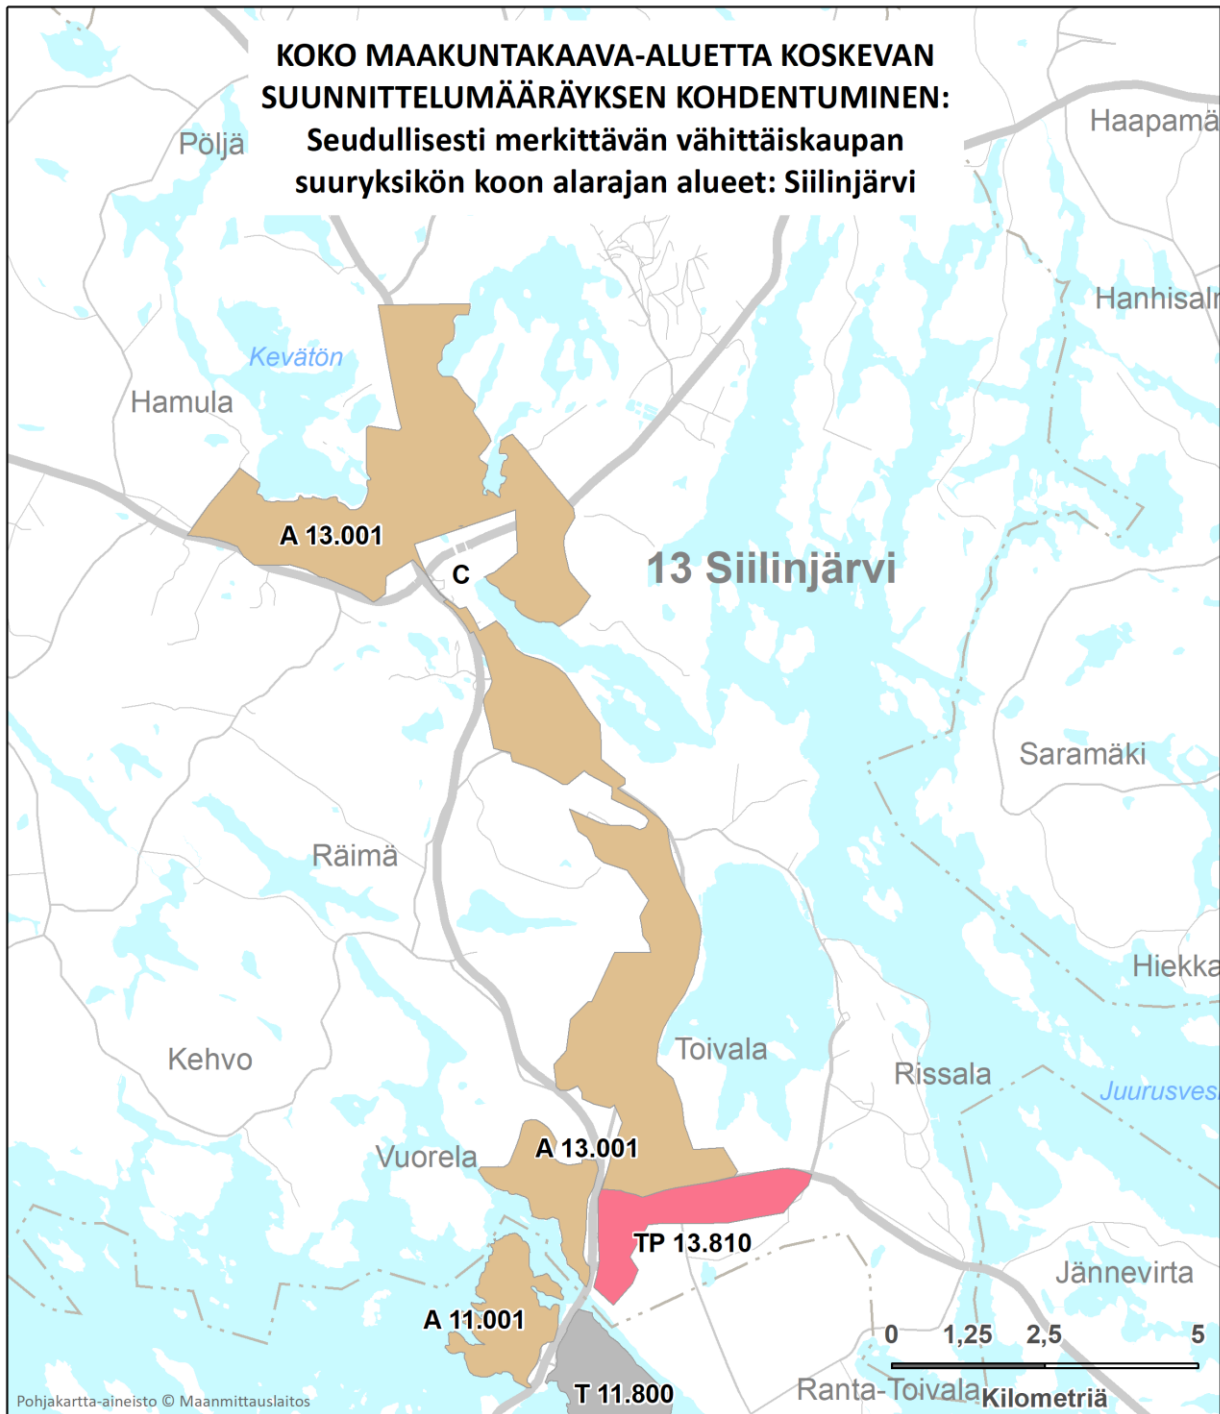 KOKO MAAKUNTAKAAVA-ALUETTA KOSKEVAN
SUUNNITTELUMÄÄRÄYKSEN KOHDENTUMINEN:
Seudullisesti merkittävän vähittäiskaupan
suuryksikön koon alarajan alueet: Siilinjärvi
Haapamä
Pöljä
Hanhisalm
Kevätön
Hamula
A 13.001
13 Siilinjärvi
C
Saramäki
Räimä
Hiekka
Toivala
Kehvo
Rissala
Juurusves
A 13.001
Vuorela
TP 13.810
Jännevirta
A 11.001
0 1,25 2,5 5
Kilometriä
Ranta-Toivala
T 11.800
Pohjakartta-aineisto © Maanmittauslaitos